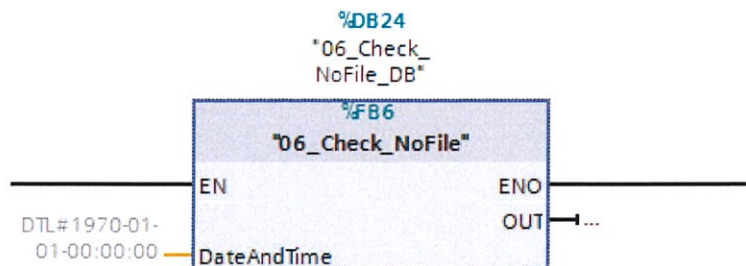 %DB24
"06_Check_
NoFile_DB"
%FB6
"06_Check_NoFile"
EN
ENO
DTL#1970-01-
01-00:00:00
DateAndTime
OUT
...